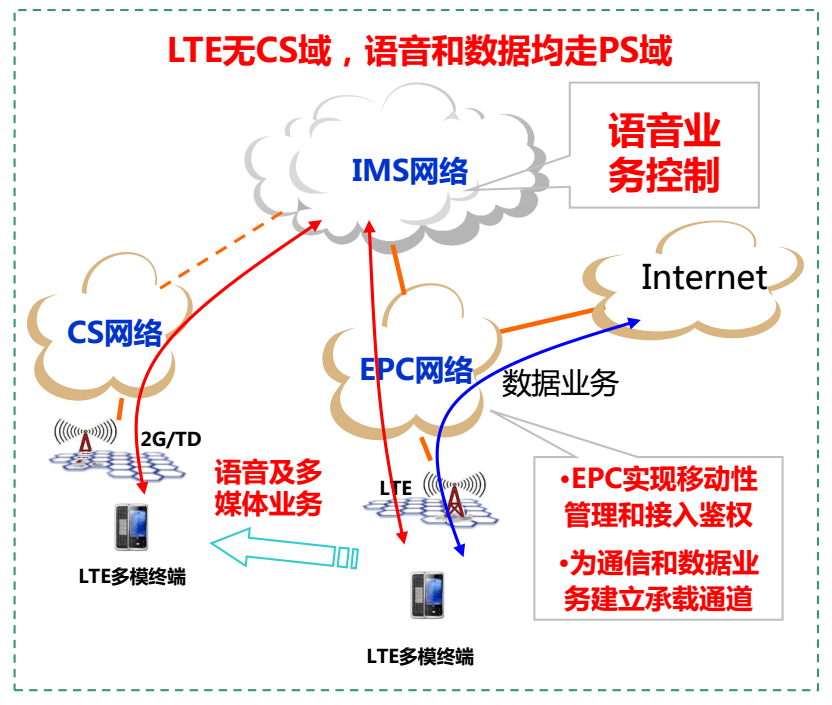 LTE无CS域，语音和数据均走PS域
语音业
务控制
IMS网络
Internet
CS网络
EPC网络
数据业务
2G/TD
语音及多
媒体业务
LTE
•EPC实现移动性
管理和接入鉴权
•为通信和数据业
务建立承载通道
LTE多模终端
LTE多模终端